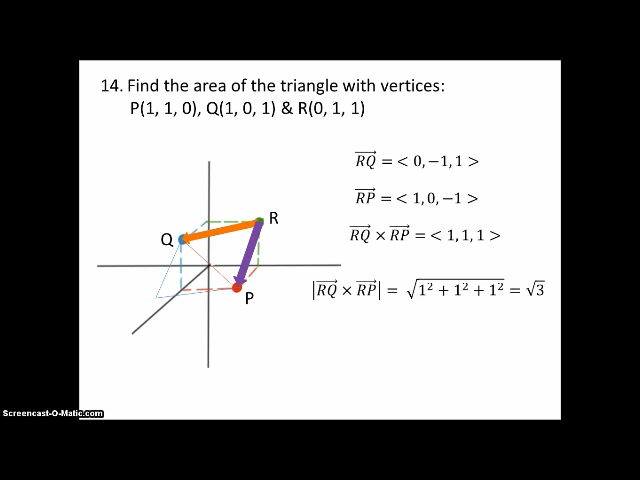 14. Find the area of the triangle with vertices:
P(1, 1, 0), Q(1, 0, 1) & R(0, 1, 1)
RQ⃗ = < 0, −1, 1 >
RP⃗ = < 1, 0, −1 >
R
Q
RQ⃗ × RP⃗ = < 1, 1, 1 >
P
|RQ⃗ × RP⃗| = √(1² + 1² + 1²) = √3
Screencast-O-Matic.com